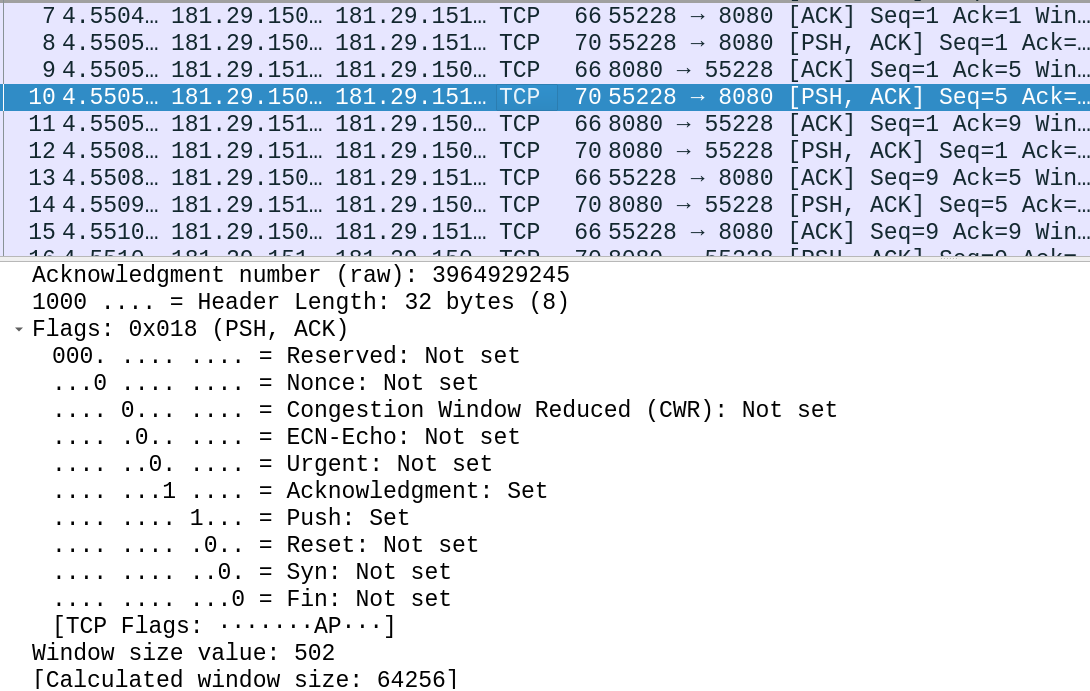 7 4.5504… 181.29.150… 181.29.151… TCP 66 55228 → 8080 [ACK] Seq=1 Ack=1 Win…
8 4.5505… 181.29.150… 181.29.151… TCP 70 55228 → 8080 [PSH, ACK] Seq=1 Ack=…
9 4.5505… 181.29.151… 181.29.150… TCP 66 8080 → 55228 [ACK] Seq=1 Ack=5 Win…
10 4.5505… 181.29.150… 181.29.151… TCP 70 55228 → 8080 [PSH, ACK] Seq=5 Ack=…
11 4.5505… 181.29.151… 181.29.150… TCP 66 8080 → 55228 [ACK] Seq=1 Ack=9 Win…
12 4.5508… 181.29.151… 181.29.150… TCP 70 8080 → 55228 [PSH, ACK] Seq=1 Ack=…
13 4.5508… 181.29.150… 181.29.151… TCP 66 55228 → 8080 [ACK] Seq=9 Ack=5 Win…
14 4.5509… 181.29.151… 181.29.150… TCP 70 8080 → 55228 [PSH, ACK] Seq=5 Ack=…
15 4.5510… 181.29.150… 181.29.151… TCP 66 55228 → 8080 [ACK] Seq=9 Ack=9 Win…
Acknowledgment number (raw): 3964929245
1000 .... = Header Length: 32 bytes (8)
Flags: 0x018 (PSH, ACK)
000. .... .... = Reserved: Not set
...0 .... .... = Nonce: Not set
.... 0... .... = Congestion Window Reduced (CWR): Not set
.... .0.. .... = ECN-Echo: Not set
.... ..0. .... = Urgent: Not set
.... ...1 .... = Acknowledgment: Set
.... .... 1... = Push: Set
.... .... .0.. = Reset: Not set
.... .... ..0. = Syn: Not set
.... .... ...0 = Fin: Not set
[TCP Flags: ·······AP···]
Window size value: 502
[Calculated window size: 64256]